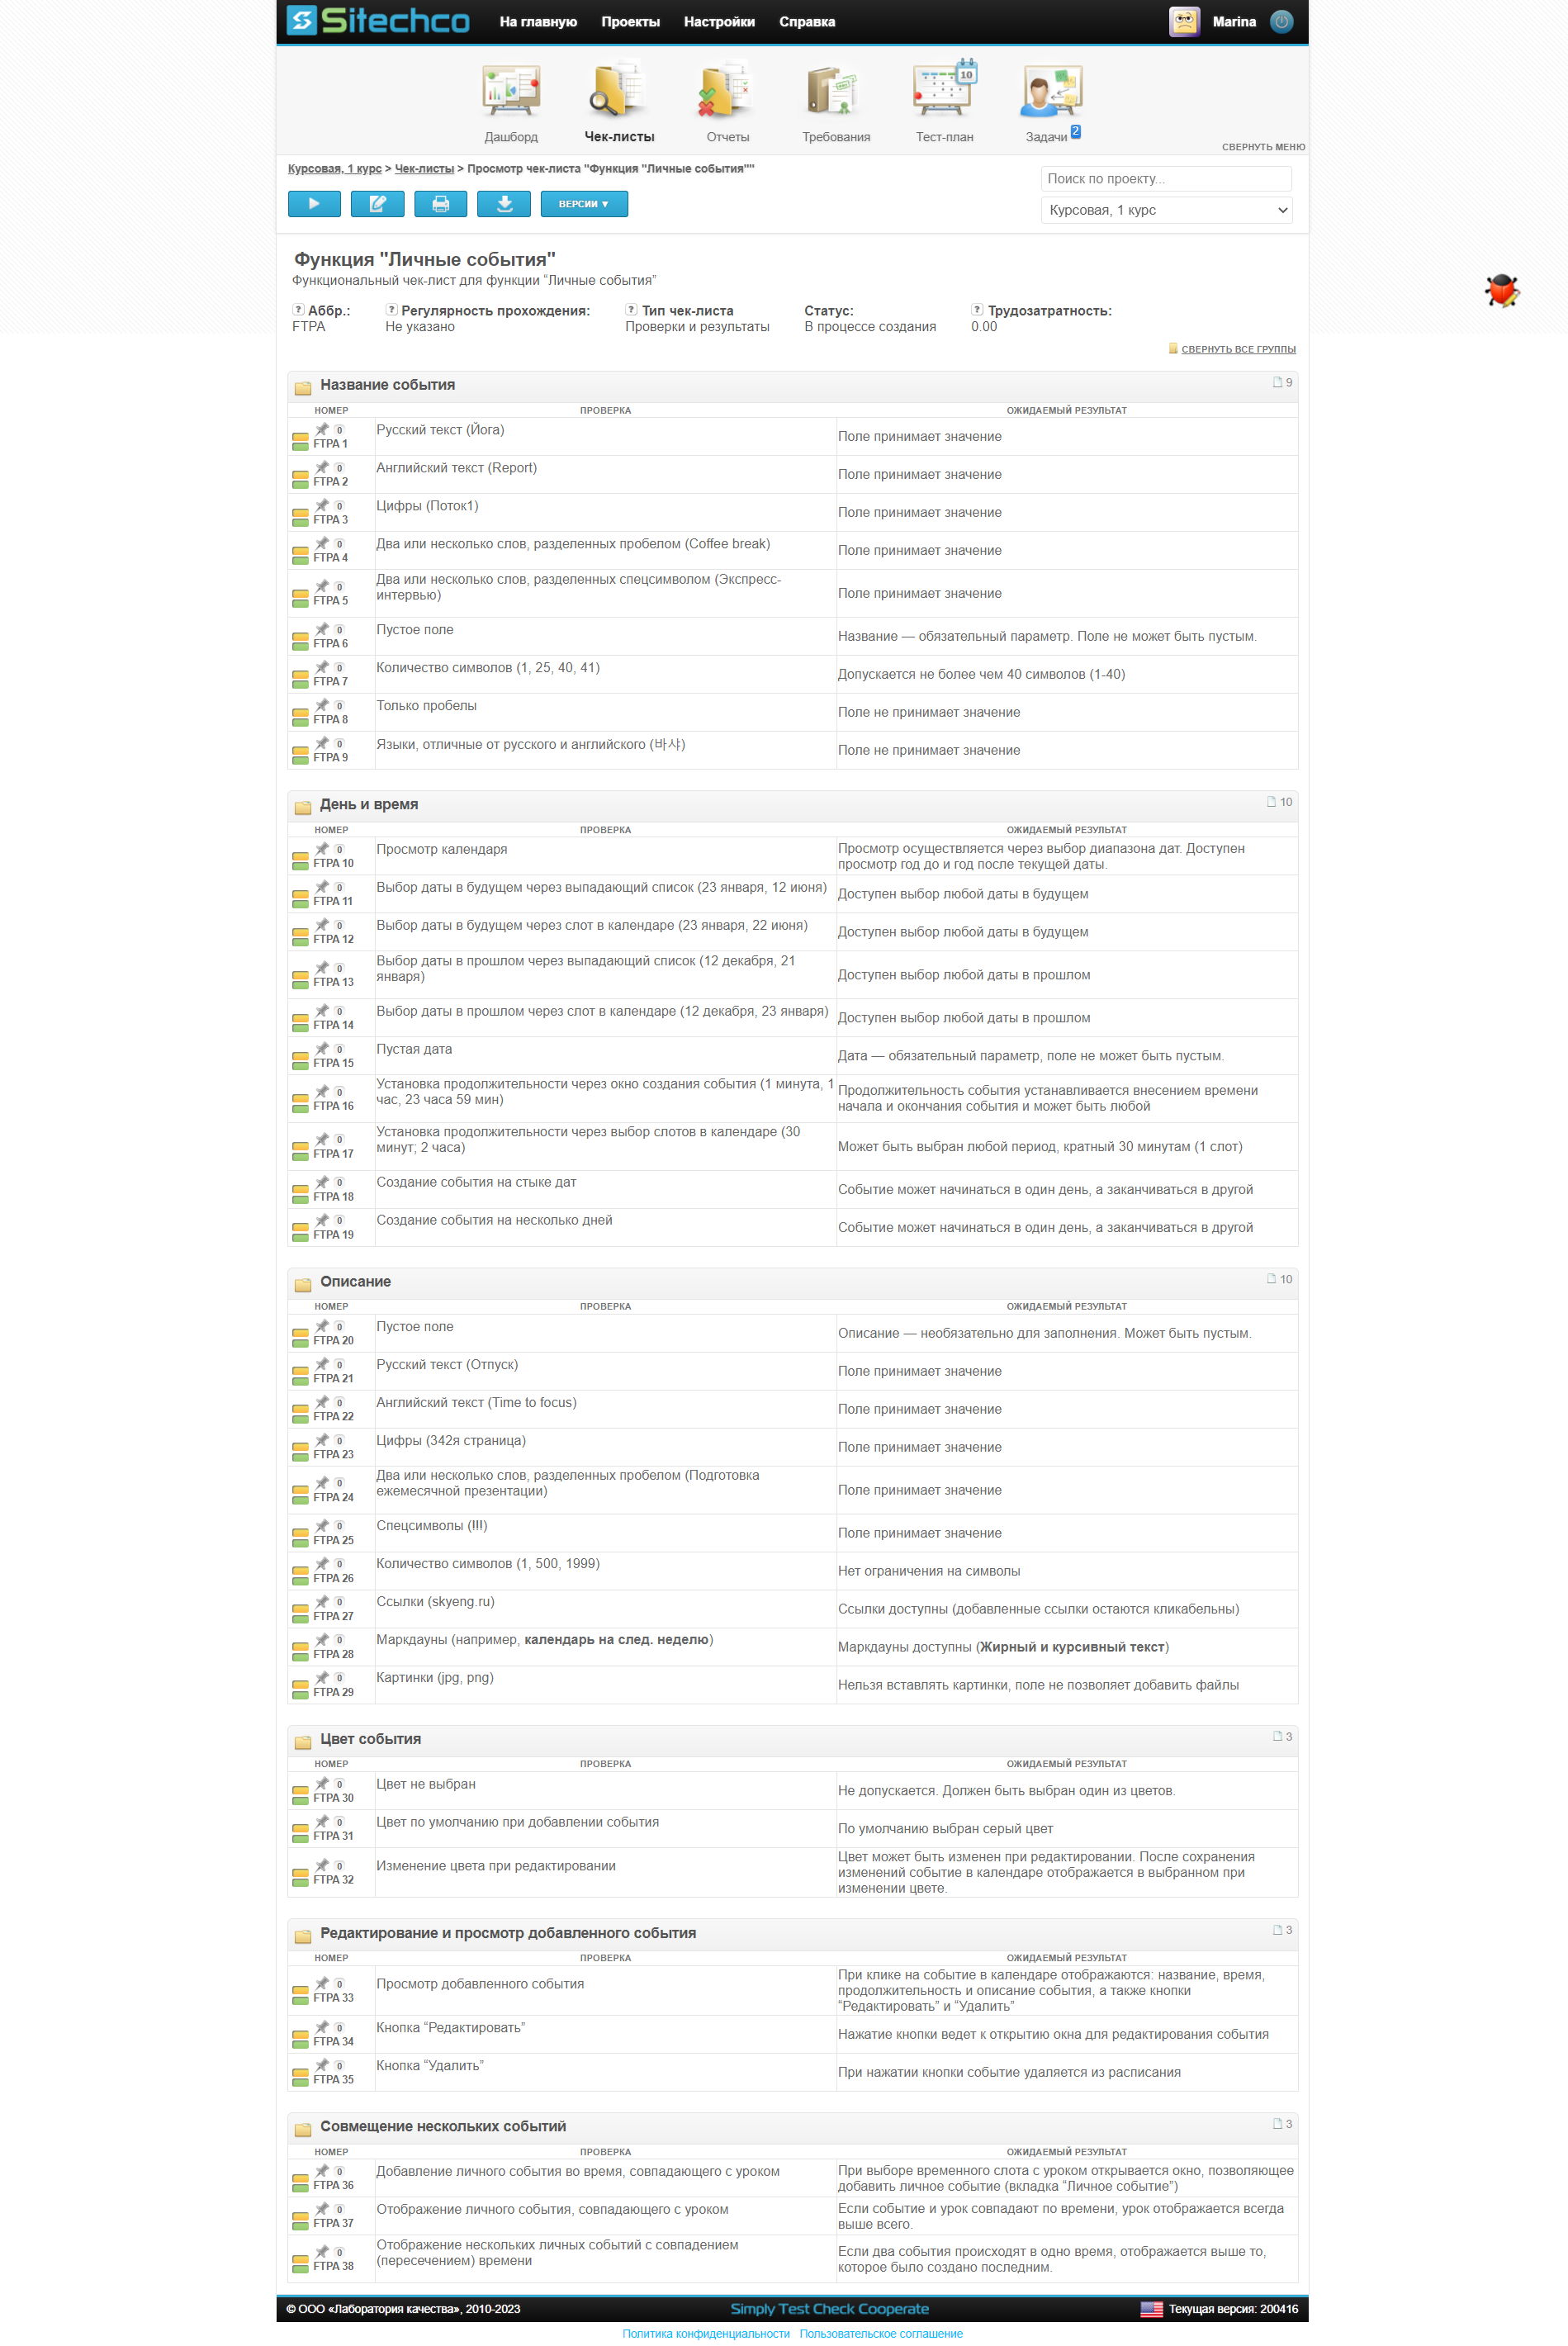 Sitechco
На главную Проекты Настройки Справка
Marina
Дашборд Чек-листы Отчеты Требования Тест-план Задачи 2
СВЕРНУТЬ МЕНЮ
Курсовая, 1 курс > Чек-листы > Просмотр чек-листа "Функция "Личные события""
Поиск по проекту...
ВЕРСИИ ▼
Курсовая, 1 курс
Функция "Личные события"
Функциональный чек-лист для функции “Личные события”
? Аббр.: ? Регулярность прохождения: ? Тип чек-листа Статус: ? Трудозатратность:
FTPA Не указано Проверки и результаты В процессе создания 0.00
СВЕРНУТЬ ВСЕ ГРУППЫ
Название события 9
НОМЕР ПРОВЕРКА ОЖИДАЕМЫЙ РЕЗУЛЬТАТ
0
FTPA 1 Русский текст (Йога) Поле принимает значение
0
FTPA 2 Английский текст (Report) Поле принимает значение
0
FTPA 3 Цифры (Поток1) Поле принимает значение
0
FTPA 4 Два или несколько слов, разделенных пробелом (Coffee break) Поле принимает значение
0
FTPA 5 Два или несколько слов, разделенных спецсимволом (Экспресс-
интервью) Поле принимает значение
0
FTPA 6 Пустое поле Название — обязательный параметр. Поле не может быть пустым.
0
FTPA 7 Количество символов (1, 25, 40, 41) Допускается не более чем 40 символов (1-40)
0
FTPA 8 Только пробелы Поле не принимает значение
0
FTPA 9 Языки, отличные от русского и английского (바샤) Поле не принимает значение
День и время 10
НОМЕР ПРОВЕРКА ОЖИДАЕМЫЙ РЕЗУЛЬТАТ
0
FTPA 10 Просмотр календаря Просмотр осуществляется через выбор диапазона дат. Доступен
просмотр год до и год после текущей даты.
0
FTPA 11 Выбор даты в будущем через выпадающий список (23 января, 12 июня) Доступен выбор любой даты в будущем
0
FTPA 12 Выбор даты в будущем через слот в календаре (23 января, 22 июня) Доступен выбор любой даты в будущем
0
FTPA 13 Выбор даты в прошлом через выпадающий список (12 декабря, 21
января) Доступен выбор любой даты в прошлом
0
FTPA 14 Выбор даты в прошлом через слот в календаре (12 декабря, 23 января) Доступен выбор любой даты в прошлом
0
FTPA 15 Пустая дата Дата — обязательный параметр, поле не может быть пустым.
0
FTPA 16 Установка продолжительности через окно создания события (1 минута, 1
час, 23 часа 59 мин) Продолжительность события устанавливается внесением времени
начала и окончания события и может быть любой
0
FTPA 17 Установка продолжительности через выбор слотов в календаре (30
минут; 2 часа) Может быть выбран любой период, кратный 30 минутам (1 слот)
0
FTPA 18 Создание события на стыке дат Событие может начинаться в один день, а заканчиваться в другой
0
FTPA 19 Создание события на несколько дней Событие может начинаться в один день, а заканчиваться в другой
Описание 10
НОМЕР ПРОВЕРКА ОЖИДАЕМЫЙ РЕЗУЛЬТАТ
0
FTPA 20 Пустое поле Описание — необязательно для заполнения. Может быть пустым.
0
FTPA 21 Русский текст (Отпуск) Поле принимает значение
0
FTPA 22 Английский текст (Time to focus) Поле принимает значение
0
FTPA 23 Цифры (342я страница) Поле принимает значение
0
FTPA 24 Два или несколько слов, разделенных пробелом (Подготовка
ежемесячной презентации) Поле принимает значение
0
FTPA 25 Спецсимволы (!!!) Поле принимает значение
0
FTPA 26 Количество символов (1, 500, 1999) Нет ограничения на символы
0
FTPA 27 Ссылки (skyeng.ru) Ссылки доступны (добавленные ссылки остаются кликабельны)
0
FTPA 28 Маркдауны (например, календарь на след. неделю) Маркдауны доступны (Жирный и курсивный текст)
0
FTPA 29 Картинки (jpg, png) Нельзя вставлять картинки, поле не позволяет добавить файлы
Цвет события 3
НОМЕР ПРОВЕРКА ОЖИДАЕМЫЙ РЕЗУЛЬТАТ
0
FTPA 30 Цвет не выбран Не допускается. Должен быть выбран один из цветов.
0
FTPA 31 Цвет по умолчанию при добавлении события По умолчанию выбран серый цвет
0
FTPA 32 Изменение цвета при редактировании Цвет может быть изменен при редактировании. После сохранения
изменений событие в календаре отображается в выбранном при
изменении цвете.
Редактирование и просмотр добавленного события 3
НОМЕР ПРОВЕРКА ОЖИДАЕМЫЙ РЕЗУЛЬТАТ
0
FTPA 33 Просмотр добавленного события При клике на событие в календаре отображаются: название, время,
продолжительность и описание события, а также кнопки
“Редактировать” и “Удалить”
0
FTPA 34 Кнопка “Редактировать” Нажатие кнопки ведет к открытию окна для редактирования события
0
FTPA 35 Кнопка “Удалить” При нажатии кнопки событие удаляется из расписания
Совмещение нескольких событий 3
НОМЕР ПРОВЕРКА ОЖИДАЕМЫЙ РЕЗУЛЬТАТ
0
FTPA 36 Добавление личного события во время, совпадающего с уроком При выборе временного слота с уроком открывается окно, позволяющее
добавить личное событие (вкладка “Личное событие”)
0
FTPA 37 Отображение личного события, совпадающего с уроком Если событие и урок совпадают по времени, урок отображается всегда
выше всего.
0
FTPA 38 Отображение нескольких личных событий с совпадением
(пересечением) времени Если два события происходят в одно время, отображается выше то,
которое было создано последним.
© ООО «Лаборатория качества», 2010-2023 Simply Test Check Cooperate Текущая версия: 200416
Политика конфиденциальности Пользовательское соглашение